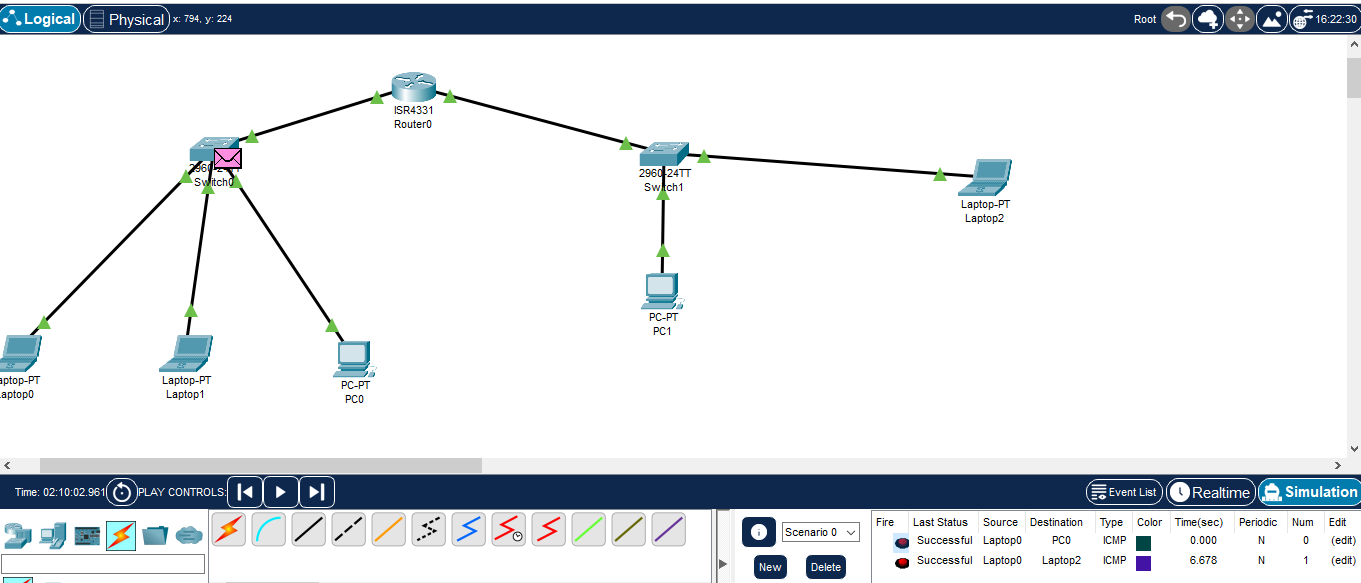 Logical Physical x: 794, y: 224 Root 16:22:30
ISR4331
Router0
2960-24TT
Switch0
2960-24TT
Switch1
Laptop-PT
Laptop2
PC-PT
PC1
aptop-PT
aptop0
Laptop-PT
Laptop1
PC-PT
PC0
Time: 02:10:02.961 PLAY CONTROLS: Event List Realtime Simulation
Scenario 0
New Delete
Fire Last Status Source Destination Type Color Time(sec) Periodic Num Edit
Successful Laptop0 PC0 ICMP 0.000 N 0 (edit)
Successful Laptop0 Laptop2 ICMP 6.678 N 1 (edit)